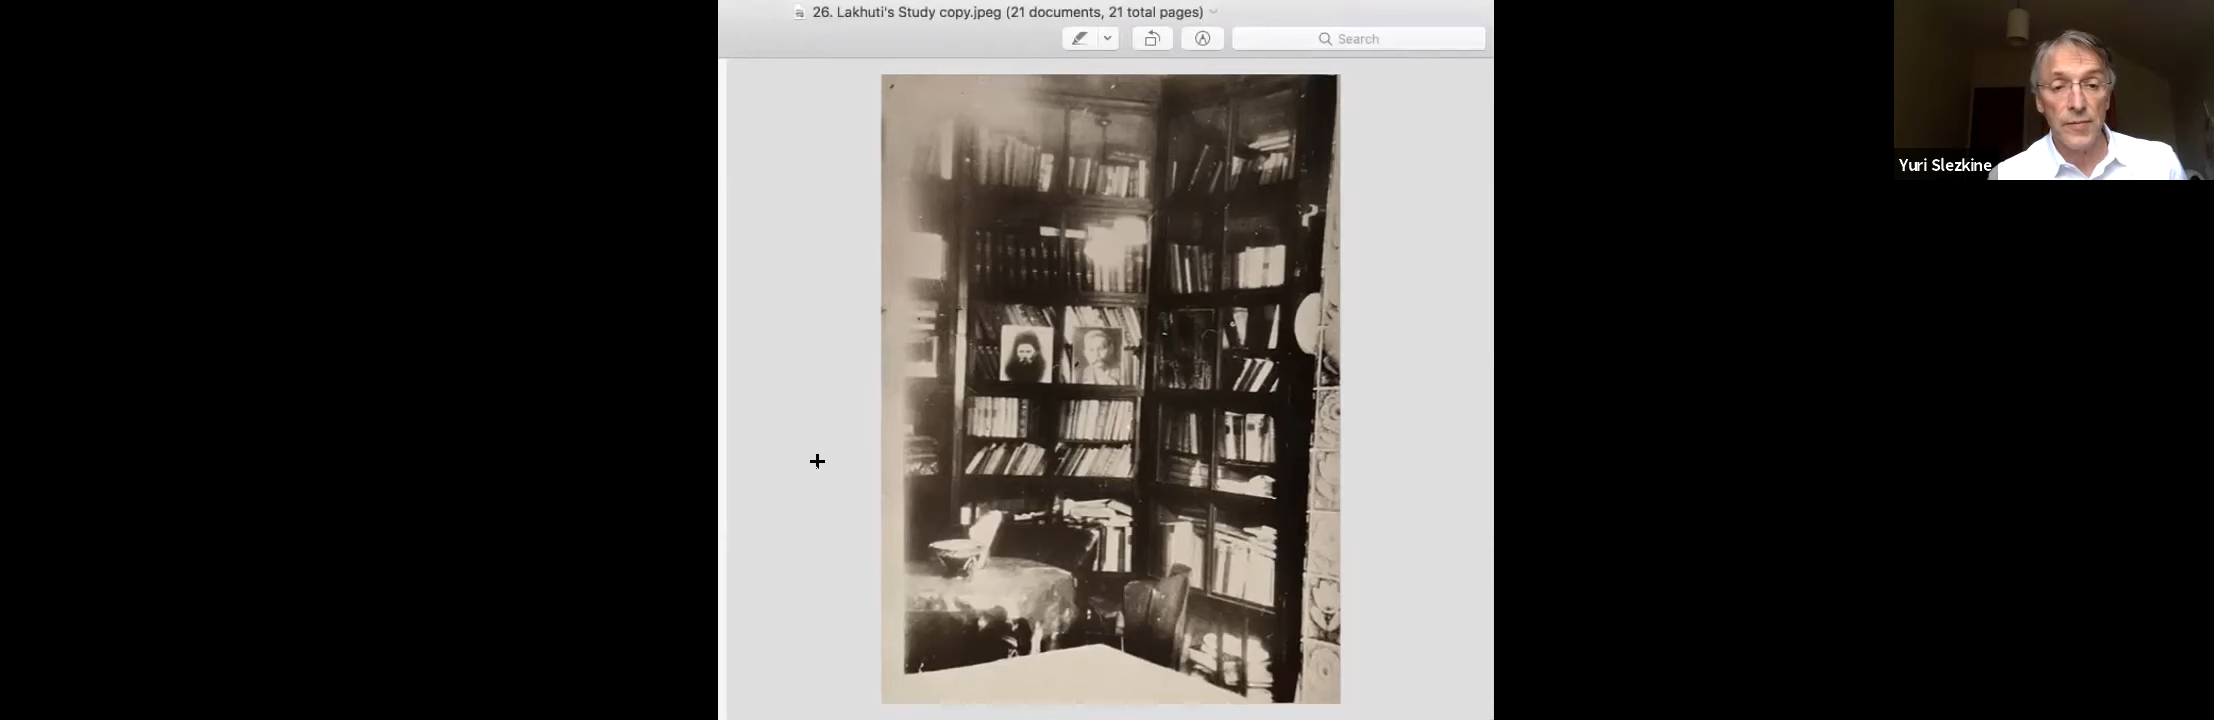 26. Lakhuti's Study copy.jpeg (21 documents, 21 total pages)
Search
Yuri Slezkine